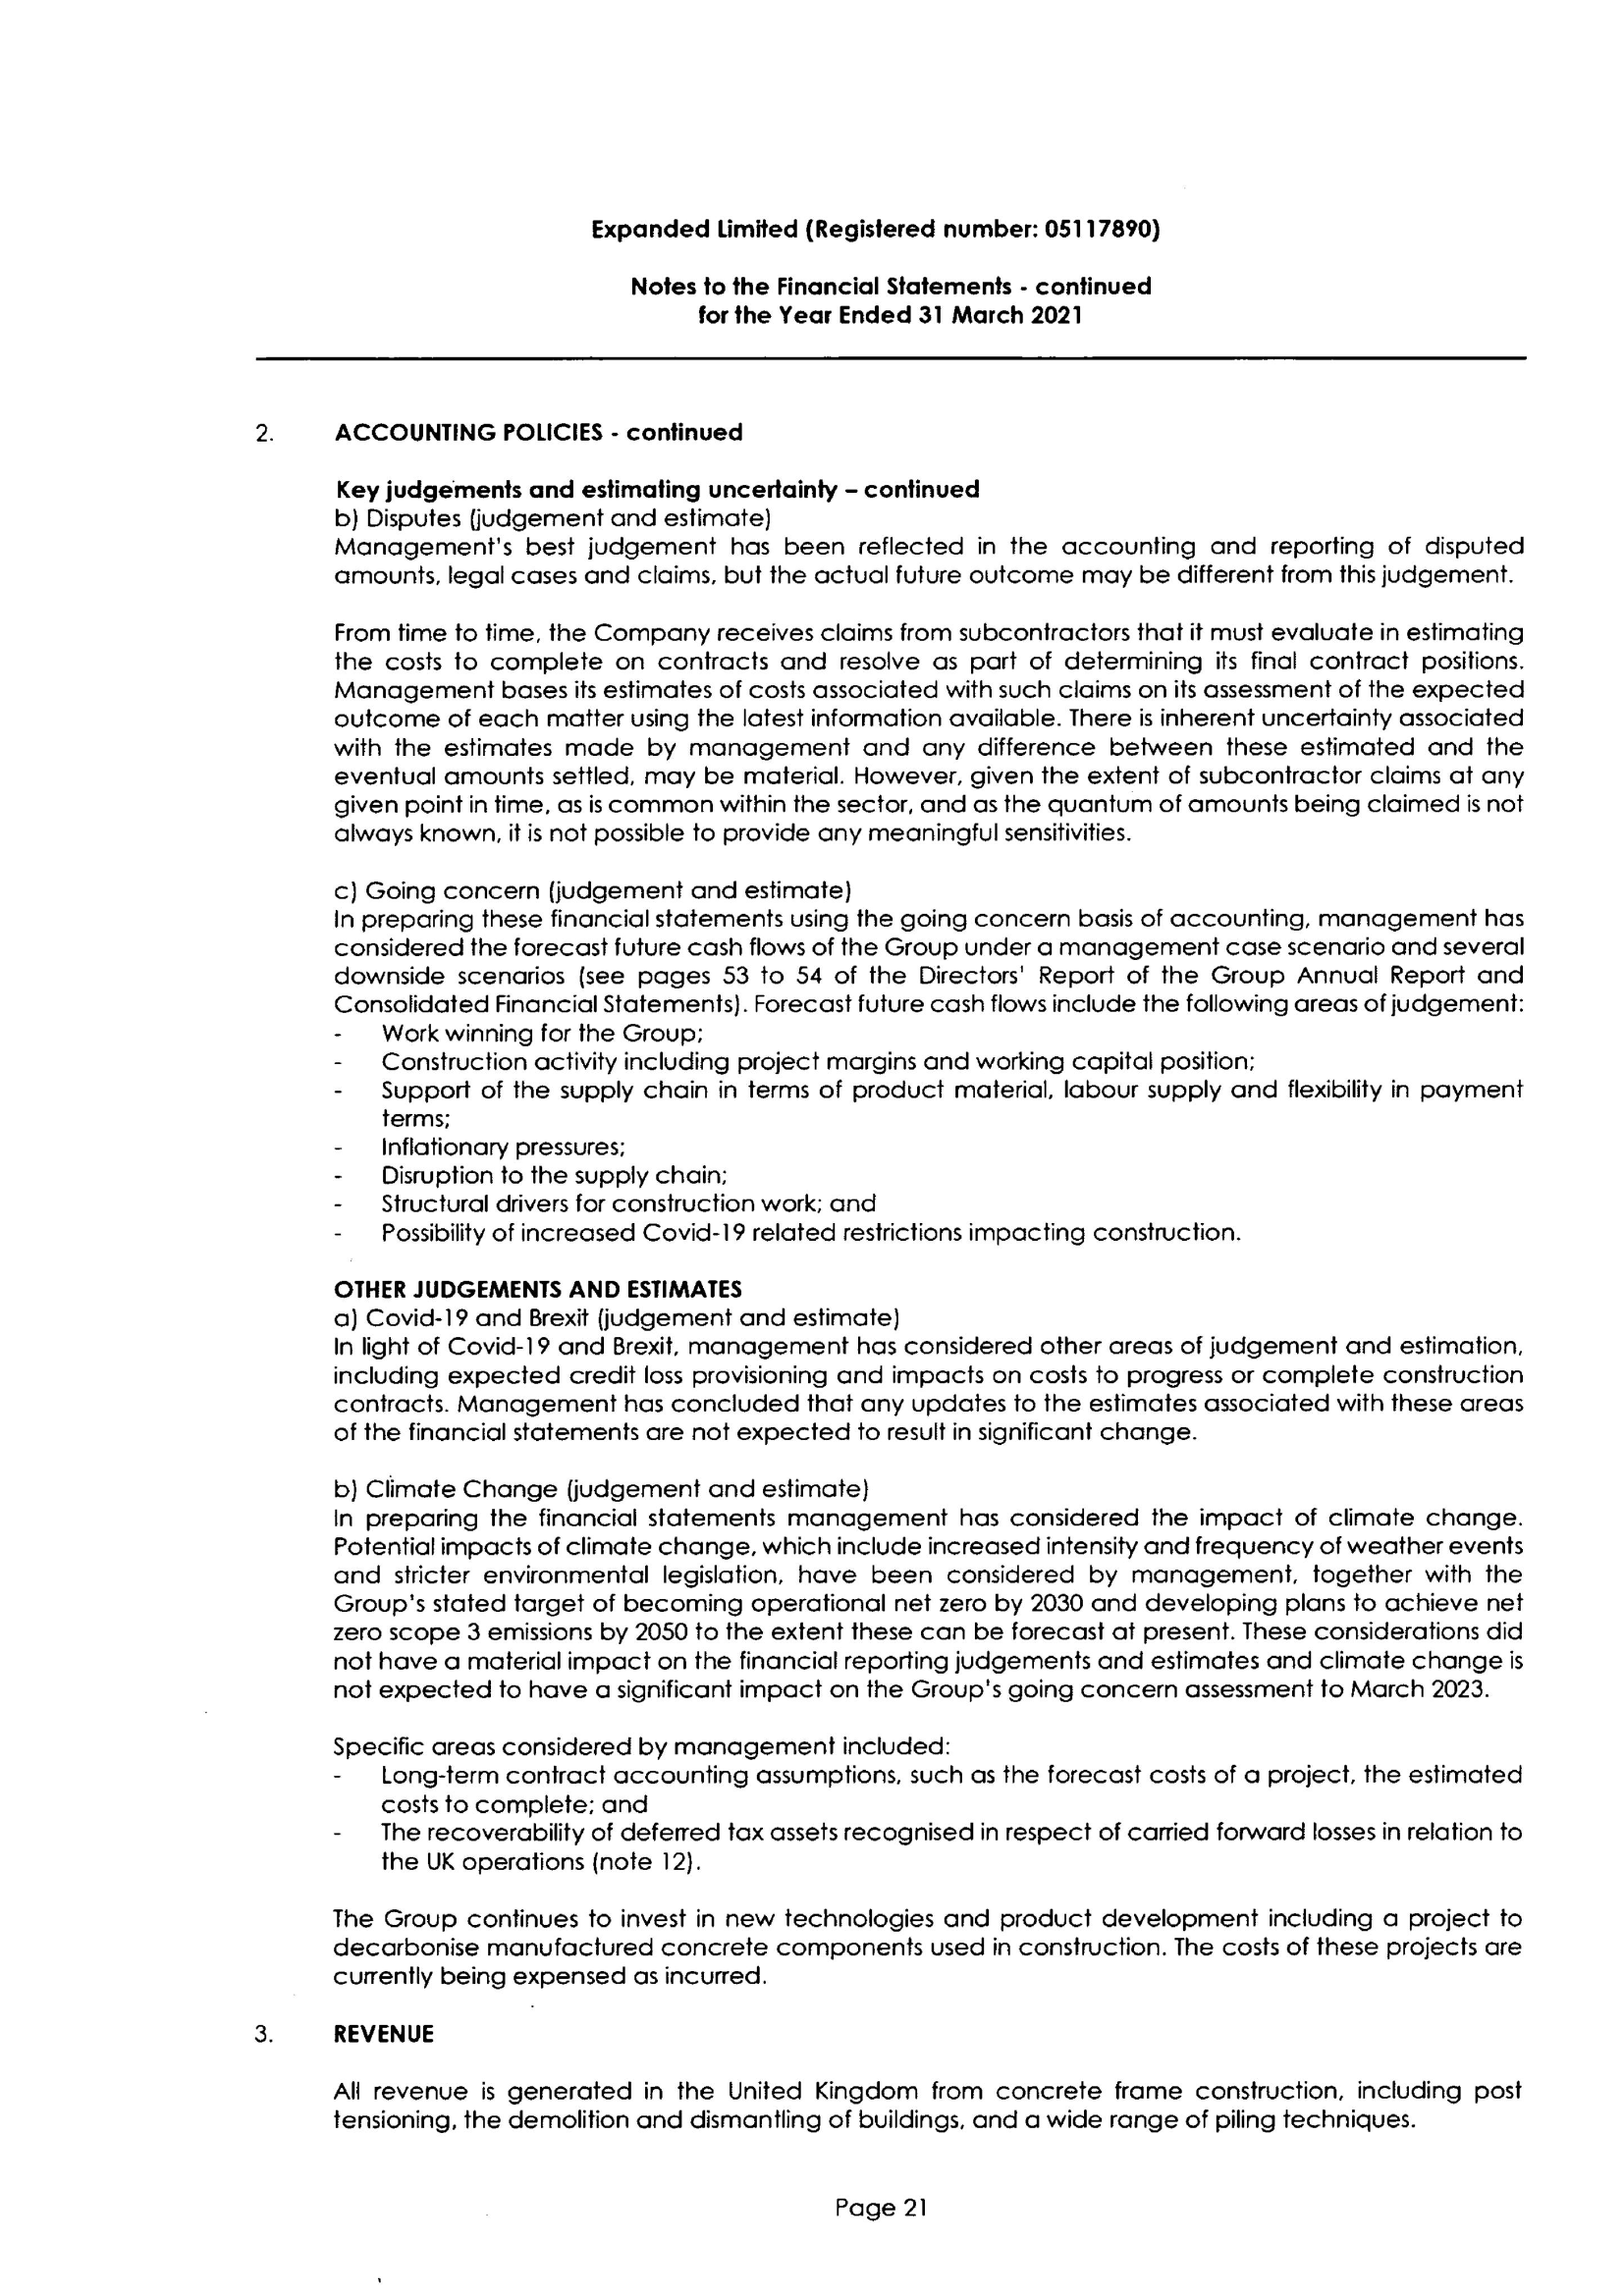 Expanded Limited (Registered number: 05117890)
Notes to the Financial Statements - continued
for the Year Ended 31 March 2021
2. ACCOUNTING POLICIES - continued
Key judgements and estimating uncertainty – continued
b) Disputes (judgement and estimate)
Management's best judgement has been reflected in the accounting and reporting of disputed
amounts, legal cases and claims, but the actual future outcome may be different from this judgement.
From time to time, the Company receives claims from subcontractors that it must evaluate in estimating
the costs to complete on contracts and resolve as part of determining its final contract positions.
Management bases its estimates of costs associated with such claims on its assessment of the expected
outcome of each matter using the latest information available. There is inherent uncertainty associated
with the estimates made by management and any difference between these estimated and the
eventual amounts settled, may be material. However, given the extent of subcontractor claims at any
given point in time, as is common within the sector, and as the quantum of amounts being claimed is not
always known, it is not possible to provide any meaningful sensitivities.
c) Going concern (judgement and estimate)
In preparing these financial statements using the going concern basis of accounting, management has
considered the forecast future cash flows of the Group under a management case scenario and several
downside scenarios (see pages 53 to 54 of the Directors' Report of the Group Annual Report and
Consolidated Financial Statements). Forecast future cash flows include the following areas of judgement:
- Work winning for the Group;
- Construction activity including project margins and working capital position;
- Support of the supply chain in terms of product material, labour supply and flexibility in payment
terms;
- Inflationary pressures;
- Disruption to the supply chain;
- Structural drivers for construction work; and
- Possibility of increased Covid-19 related restrictions impacting construction.
OTHER JUDGEMENTS AND ESTIMATES
a) Covid-19 and Brexit (judgement and estimate)
In light of Covid-19 and Brexit, management has considered other areas of judgement and estimation,
including expected credit loss provisioning and impacts on costs to progress or complete construction
contracts. Management has concluded that any updates to the estimates associated with these areas
of the financial statements are not expected to result in significant change.
b) Climate Change (judgement and estimate)
In preparing the financial statements management has considered the impact of climate change.
Potential impacts of climate change, which include increased intensity and frequency of weather events
and stricter environmental legislation, have been considered by management, together with the
Group's stated target of becoming operational net zero by 2030 and developing plans to achieve net
zero scope 3 emissions by 2050 to the extent these can be forecast at present. These considerations did
not have a material impact on the financial reporting judgements and estimates and climate change is
not expected to have a significant impact on the Group's going concern assessment to March 2023.
Specific areas considered by management included:
- Long-term contract accounting assumptions, such as the forecast costs of a project, the estimated
costs to complete; and
- The recoverability of deferred tax assets recognised in respect of carried forward losses in relation to
the UK operations (note 12).
The Group continues to invest in new technologies and product development including a project to
decarbonise manufactured concrete components used in construction. The costs of these projects are
currently being expensed as incurred.
3. REVENUE
All revenue is generated in the United Kingdom from concrete frame construction, including post
tensioning, the demolition and dismantling of buildings, and a wide range of piling techniques.
Page 21